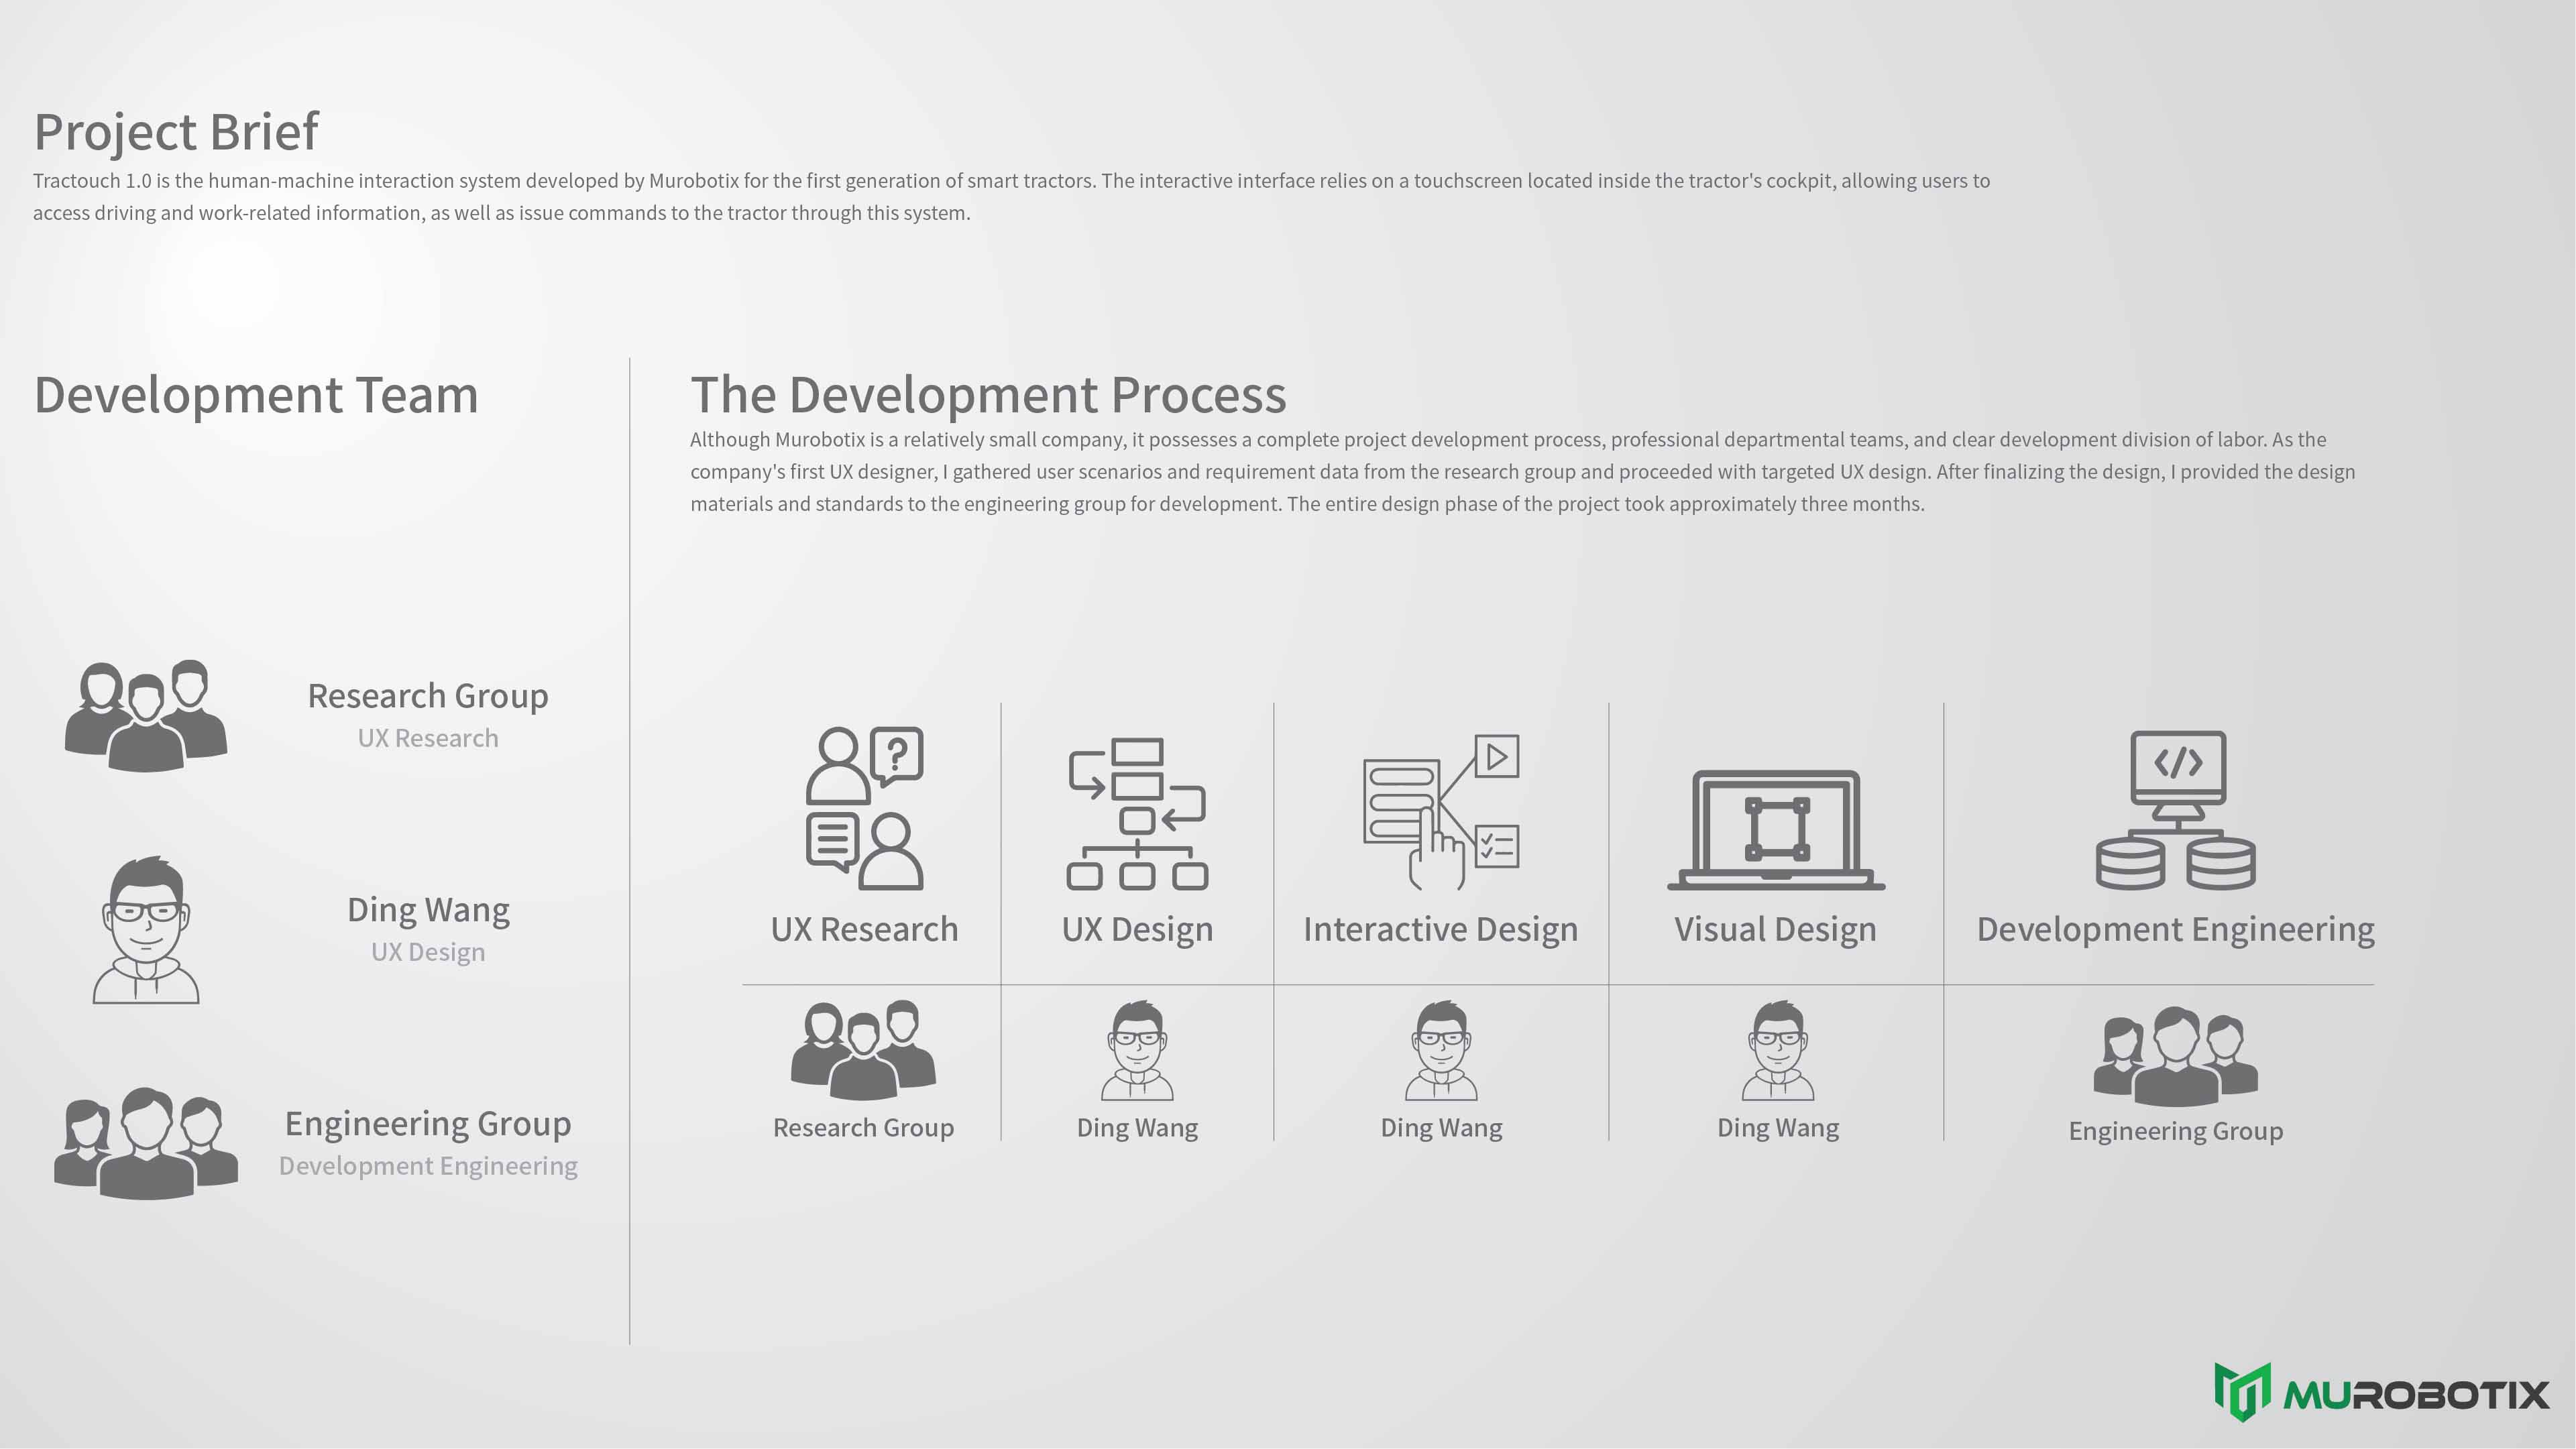 Project Brief
Tractouch 1.0 is the human-machine interaction system developed by Murobotix for the first generation of smart tractors. The interactive interface relies on a touchscreen located inside the tractor's cockpit, allowing users to
access driving and work-related information, as well as issue commands to the tractor through this system.
Development Team
Research Group
UX Research
Ding Wang
UX Design
Engineering Group
Development Engineering
The Development Process
Although Murobotix is a relatively small company, it possesses a complete project development process, professional departmental teams, and clear development division of labor. As the
company's first UX designer, I gathered user scenarios and requirement data from the research group and proceeded with targeted UX design. After finalizing the design, I provided the design
materials and standards to the engineering group for development. The entire design phase of the project took approximately three months.
?
</>
UX Research
UX Design
Interactive Design
Visual Design
Development Engineering
Research Group
Ding Wang
Ding Wang
Ding Wang
Engineering Group
MUROBOTIX